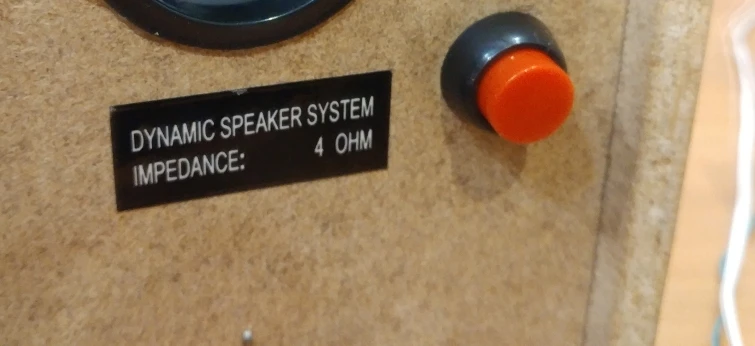 DYNAMIC SPEAKER SYSTEM
IMPEDANCE: 4 OHM